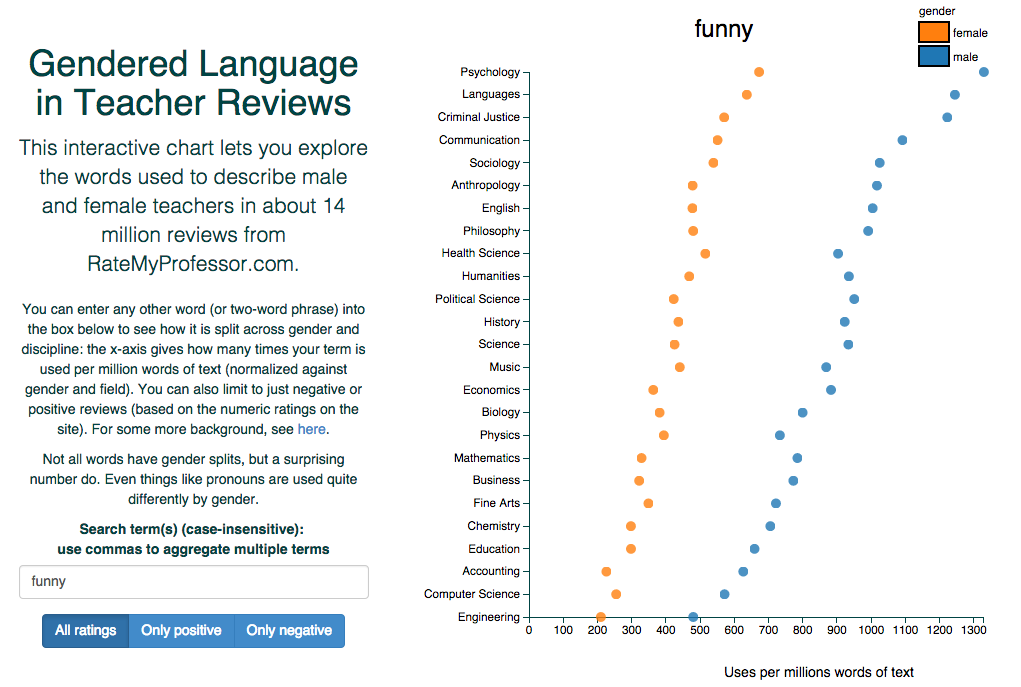 Gendered Language
in Teacher Reviews
This interactive chart lets you explore
the words used to describe male
and female teachers in about 14
million reviews from
RateMyProfessor.com.
You can enter any other word (or two-word phrase) into
the box below to see how it is split across gender and
discipline: the x-axis gives how many times your term is
used per million words of text (normalized against
gender and field). You can also limit to just negative or
positive reviews (based on the numeric ratings on the
site). For some more background, see here.
Not all words have gender splits, but a surprising
number do. Even things like pronouns are used quite
differently by gender.
Search term(s) (case-insensitive):
use commas to aggregate multiple terms
funny
All ratings Only positive Only negative
funny
gender
female
male
Psychology
Languages
Criminal Justice
Communication
Sociology
Anthropology
English
Philosophy
Health Science
Humanities
Political Science
History
Science
Music
Economics
Biology
Physics
Mathematics
Business
Fine Arts
Chemistry
Education
Accounting
Computer Science
Engineering
0 100 200 300 400 500 600 700 800 900 1000 1100 1200 1300
Uses per millions words of text